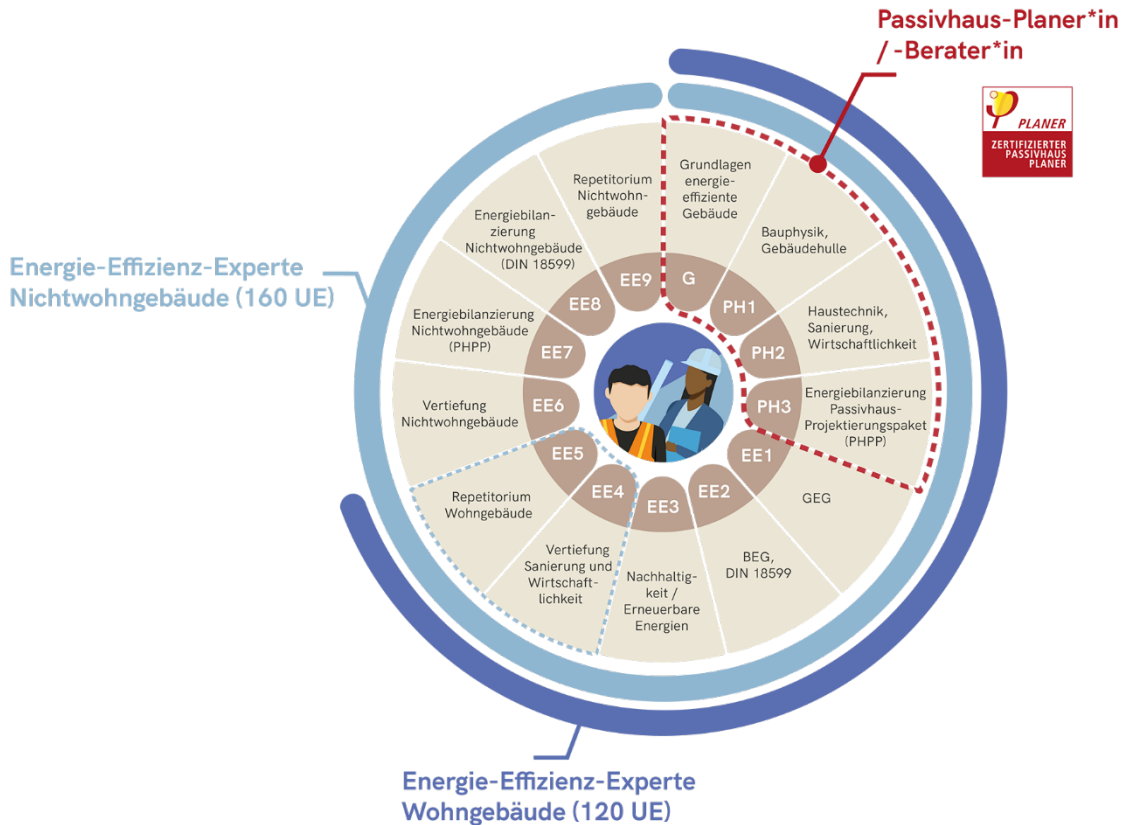 Passivhaus-Planer*in
/ -Berater*in
PLANER
ZERTIFIZIERTER
PASSIVHAUS
PLANER
Energie-Effizienz-Experte
Nichtwohngebäude (160 UE)
Grundlagen
energie-
effiziente
Gebäude
G
Bauphysik,
Gebäudehulle
PH1
Haustechnik,
Sanierung,
Wirtschaftlichkeit
PH2
Energiebilanzierung
Passivhaus-
Projektierungspaket
(PHPP)
PH3
GEG
EE1
BEG,
DIN 18599
EE2
Nachhaltig-
keit /
Erneuerbare
Energien
EE3
Vertiefung
Sanierung und
Wirtschaft-
lichkeit
EE4
Repetitorium
Wohngebäude
EE5
Vertiefung
Nichtwohngebäude
EE6
Energiebilanzierung
Nichtwohngebäude
(PHPP)
EE7
Energiebilan-
zierung
Nichtwohngebäude
(DIN 18599)
EE8
Repetitorium
Nichtwohn-
gebäude
EE9
Energie-Effizienz-Experte
Wohngebäude (120 UE)